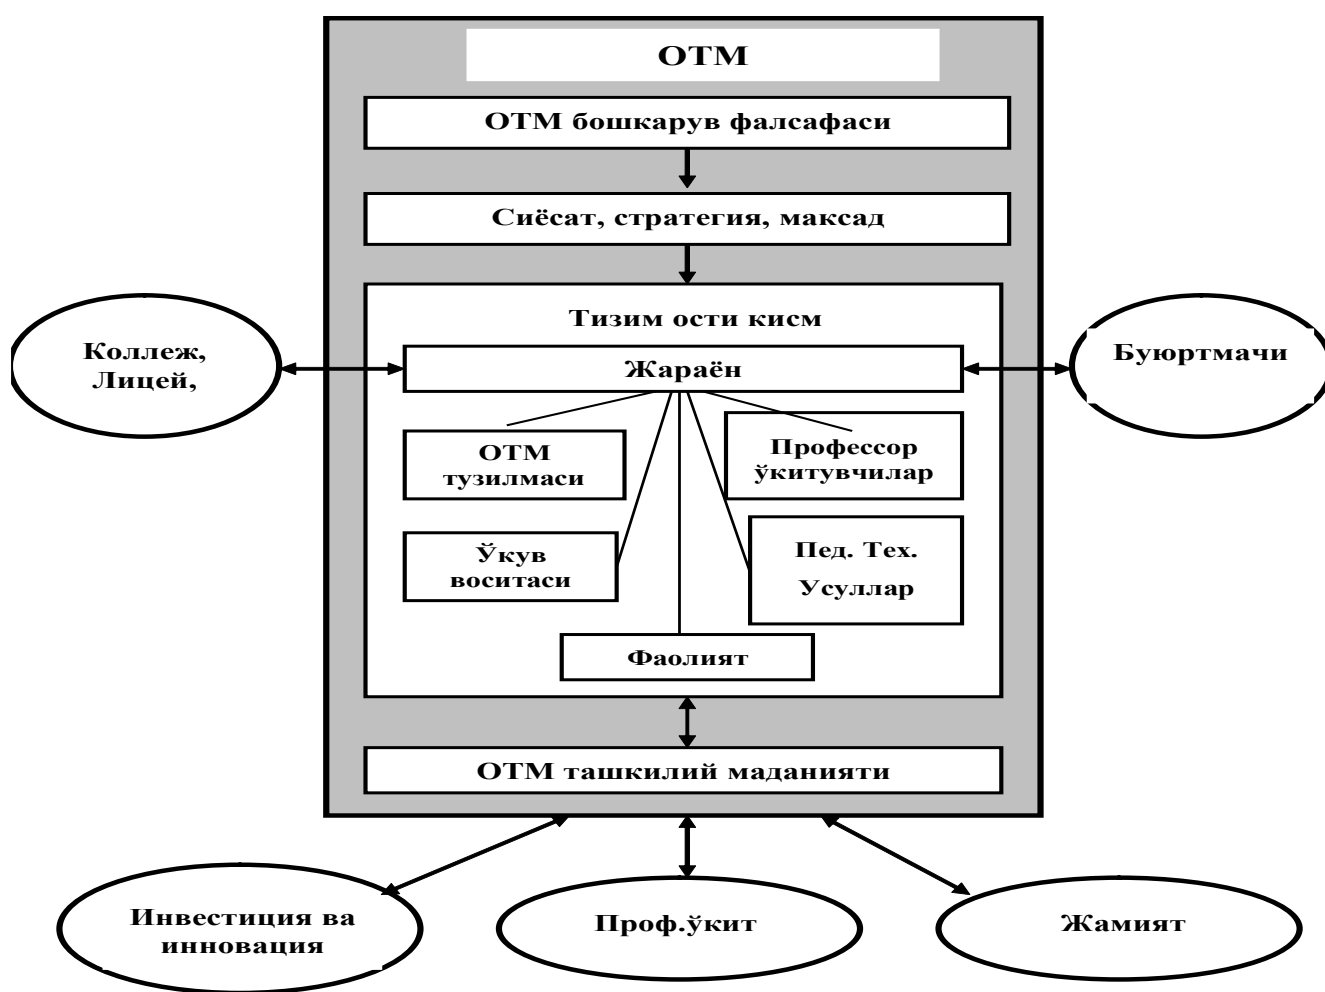 ОТМ
ОТМ бошкарув фалсафаси
Сиёсат, стратегия, максад
Тизим ости кисм
Жараён
Коллеж,
Лицей,
Буюртмачи
ОТМ
тузилмаси
Профессор
ўкитувчилар
Ўкув
воситаси
Пед. Тех.
Усуллар
Фаолият
ОТМ ташкилий маданияти
Инвестиция ва
инновация
Проф.ўкит
Жамият